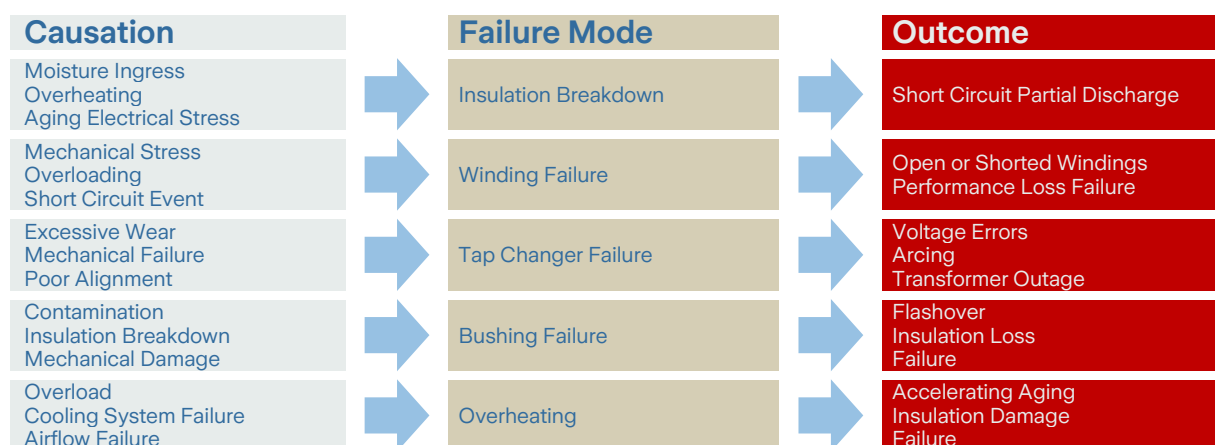 Causation
Failure Mode
Outcome
Moisture Ingress
Overheating
Aging Electrical Stress
Insulation Breakdown
Short Circuit Partial Discharge
Mechanical Stress
Overloading
Short Circuit Event
Winding Failure
Open or Shorted Windings
Performance Loss Failure
Excessive Wear
Mechanical Failure
Poor Alignment
Tap Changer Failure
Voltage Errors
Arcing
Transformer Outage
Contamination
Insulation Breakdown
Mechanical Damage
Bushing Failure
Flashover
Insulation Loss
Failure
Overload
Cooling System Failure
Airflow Failure
Overheating
Accelerating Aging
Insulation Damage
Failure